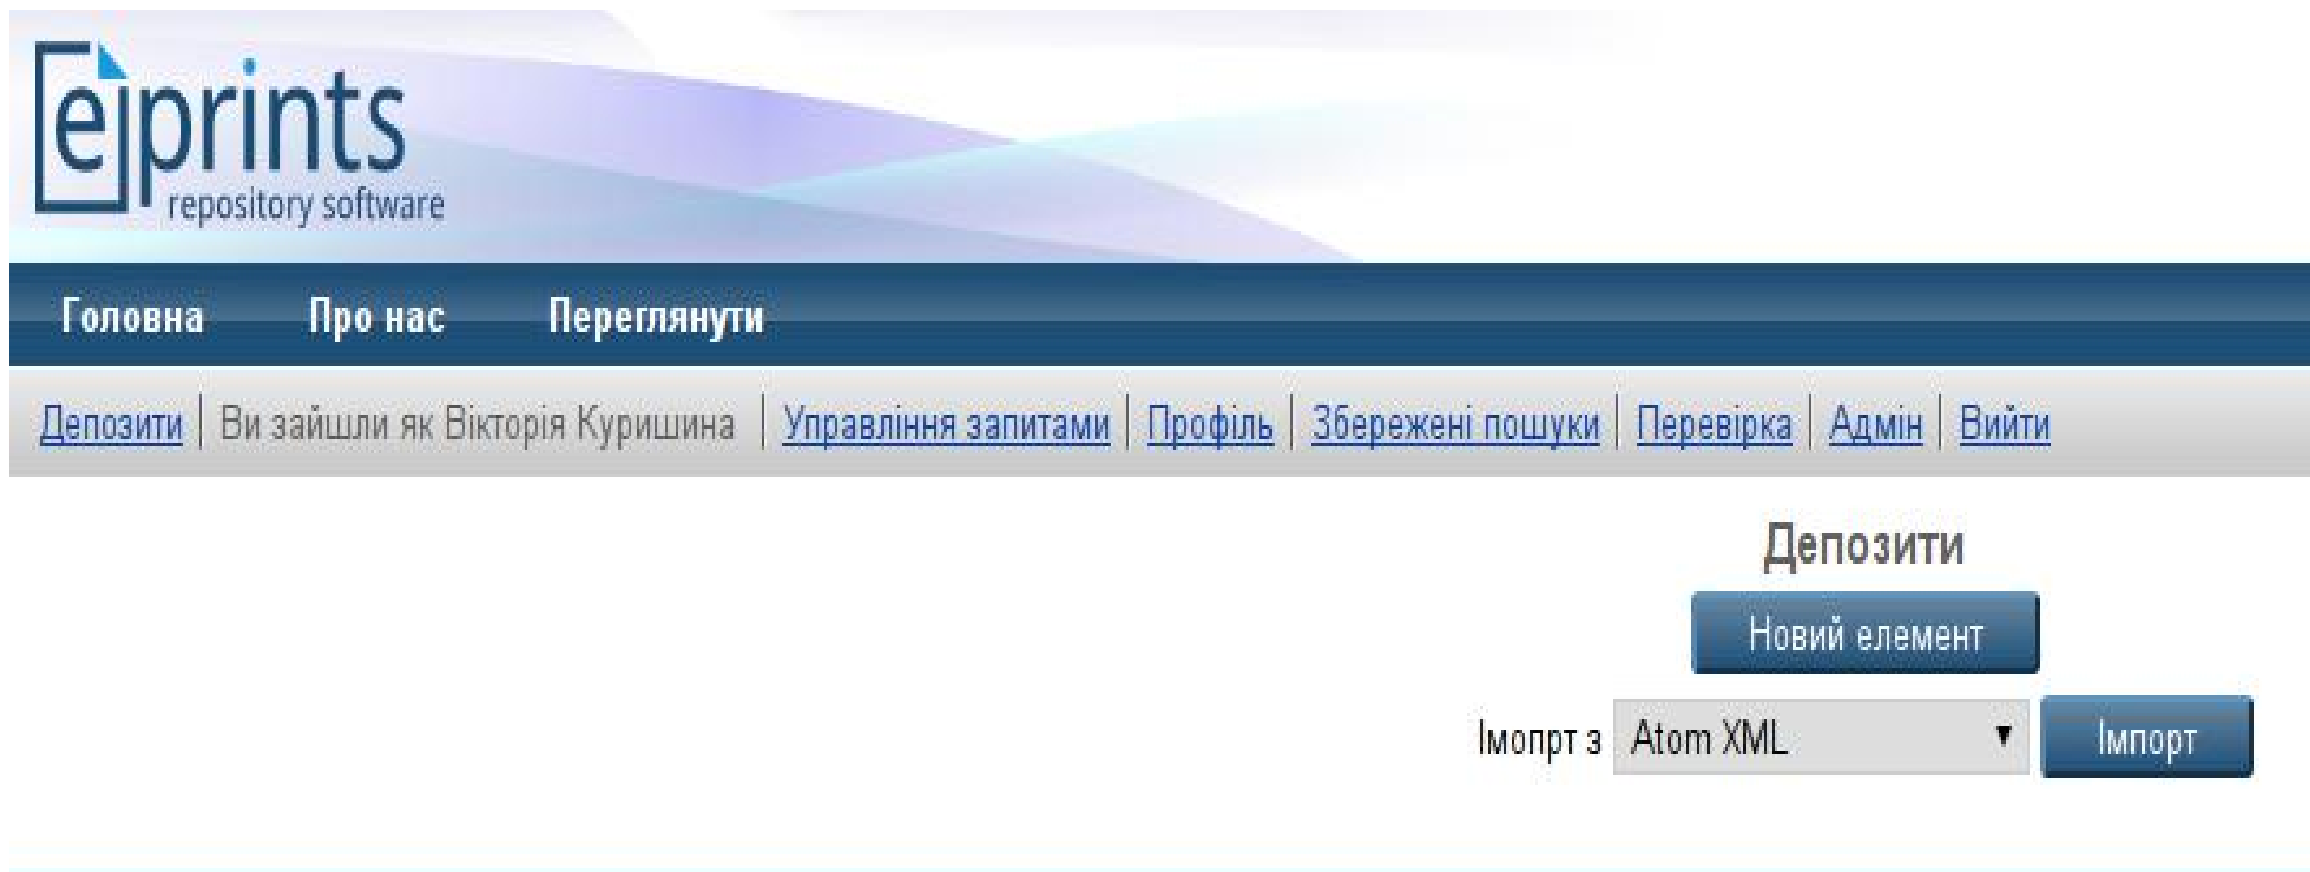 eprints
repository software
Головна Про нас Переглянути
Депозити Ви зайшли як Вікторія Куришина Управління запитами Профіль Збережені пошуки Перевірка Адмін Вийти
Депозити
Новий елемент
Імопрт з Atom XML Імпорт